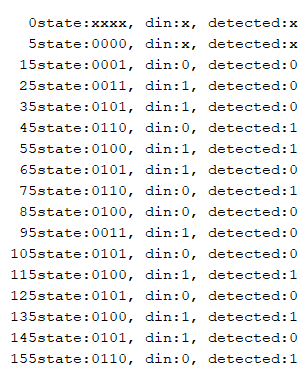 0state:xxxx, din:x, detected:x
5state:0000, din:x, detected:x
15state:0001, din:0, detected:0
25state:0011, din:1, detected:0
35state:0101, din:1, detected:0
45state:0110, din:0, detected:1
55state:0100, din:1, detected:1
65state:0101, din:1, detected:0
75state:0110, din:0, detected:1
85state:0100, din:0, detected:0
95state:0011, din:1, detected:0
105state:0101, din:0, detected:0
115state:0100, din:1, detected:1
125state:0101, din:0, detected:0
135state:0100, din:1, detected:1
145state:0101, din:1, detected:0
155state:0110, din:0, detected:1